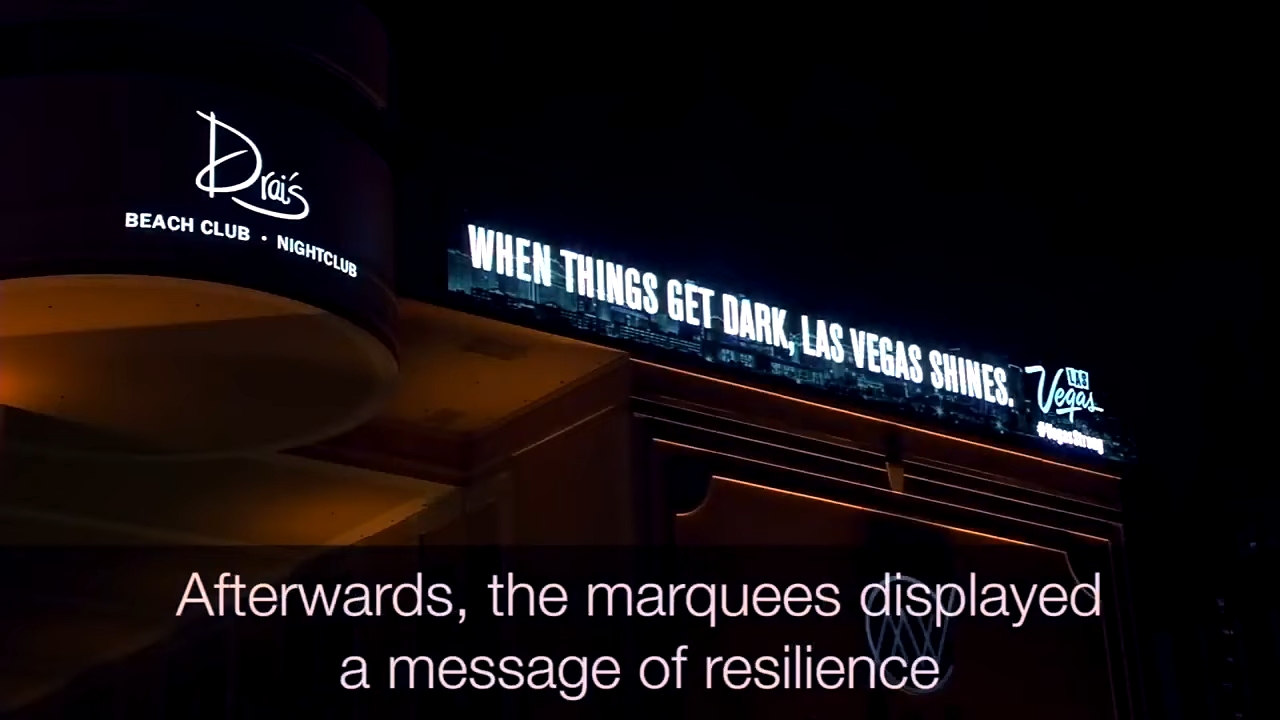 Drai's
BEACH CLUB • NIGHTCLUB
WHEN THINGS GET DARK, LAS VEGAS SHINES.
LAS
Vegas
#VegasStrong
Afterwards, the marquees displayed
a message of resilience